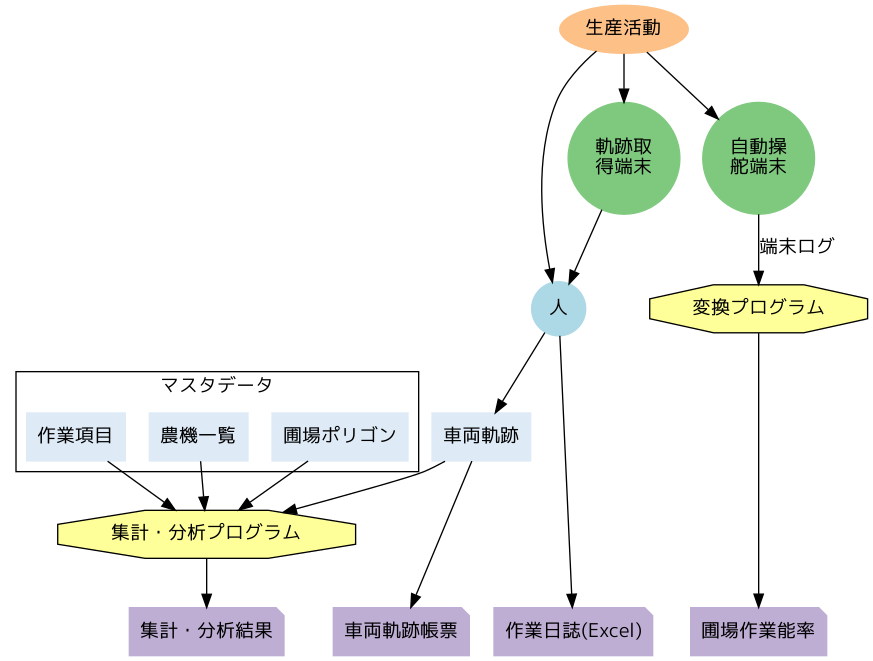 生産活動
軌跡取
得端末
自動操
舵端末
端末ログ
人
変換プログラム
マスタデータ
作業項目
農機一覧
圃場ポリゴン
車両軌跡
集計・分析プログラム
集計・分析結果
車両軌跡帳票
作業日誌(Excel)
圃場作業能率